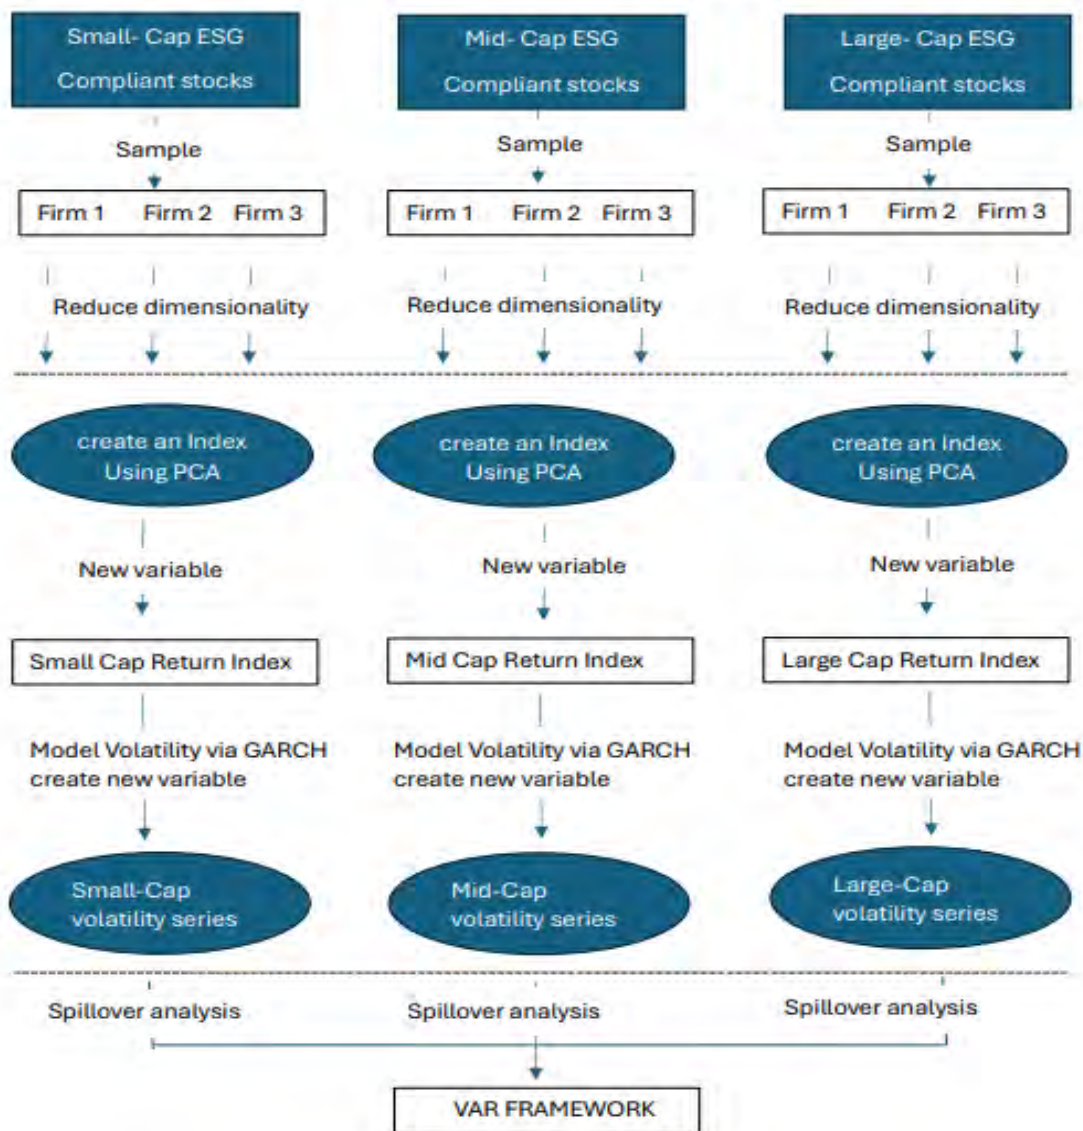 Small- Cap ESG
Compliant stocks
Mid- Cap ESG
Compliant stocks
Large- Cap ESG
Compliant stocks
Sample
Sample
Sample
Firm 1 Firm 2 Firm 3
Firm 1 Firm 2 Firm 3
Firm 1 Firm 2 Firm 3
Reduce dimensionality
Reduce dimensionality
Reduce dimensionality
create an Index
Using PCA
create an Index
Using PCA
create an Index
Using PCA
New variable
New variable
New variable
Small Cap Return Index
Mid Cap Return Index
Large Cap Return Index
Model Volatility via GARCH
create new variable
Model Volatility via GARCH
create new variable
Model Volatility via GARCH
create new variable
Small-Cap
volatility series
Mid-Cap
volatility series
Large-Cap
volatility series
Spillover analysis
Spillover analysis
Spillover analysis
VAR FRAMEWORK